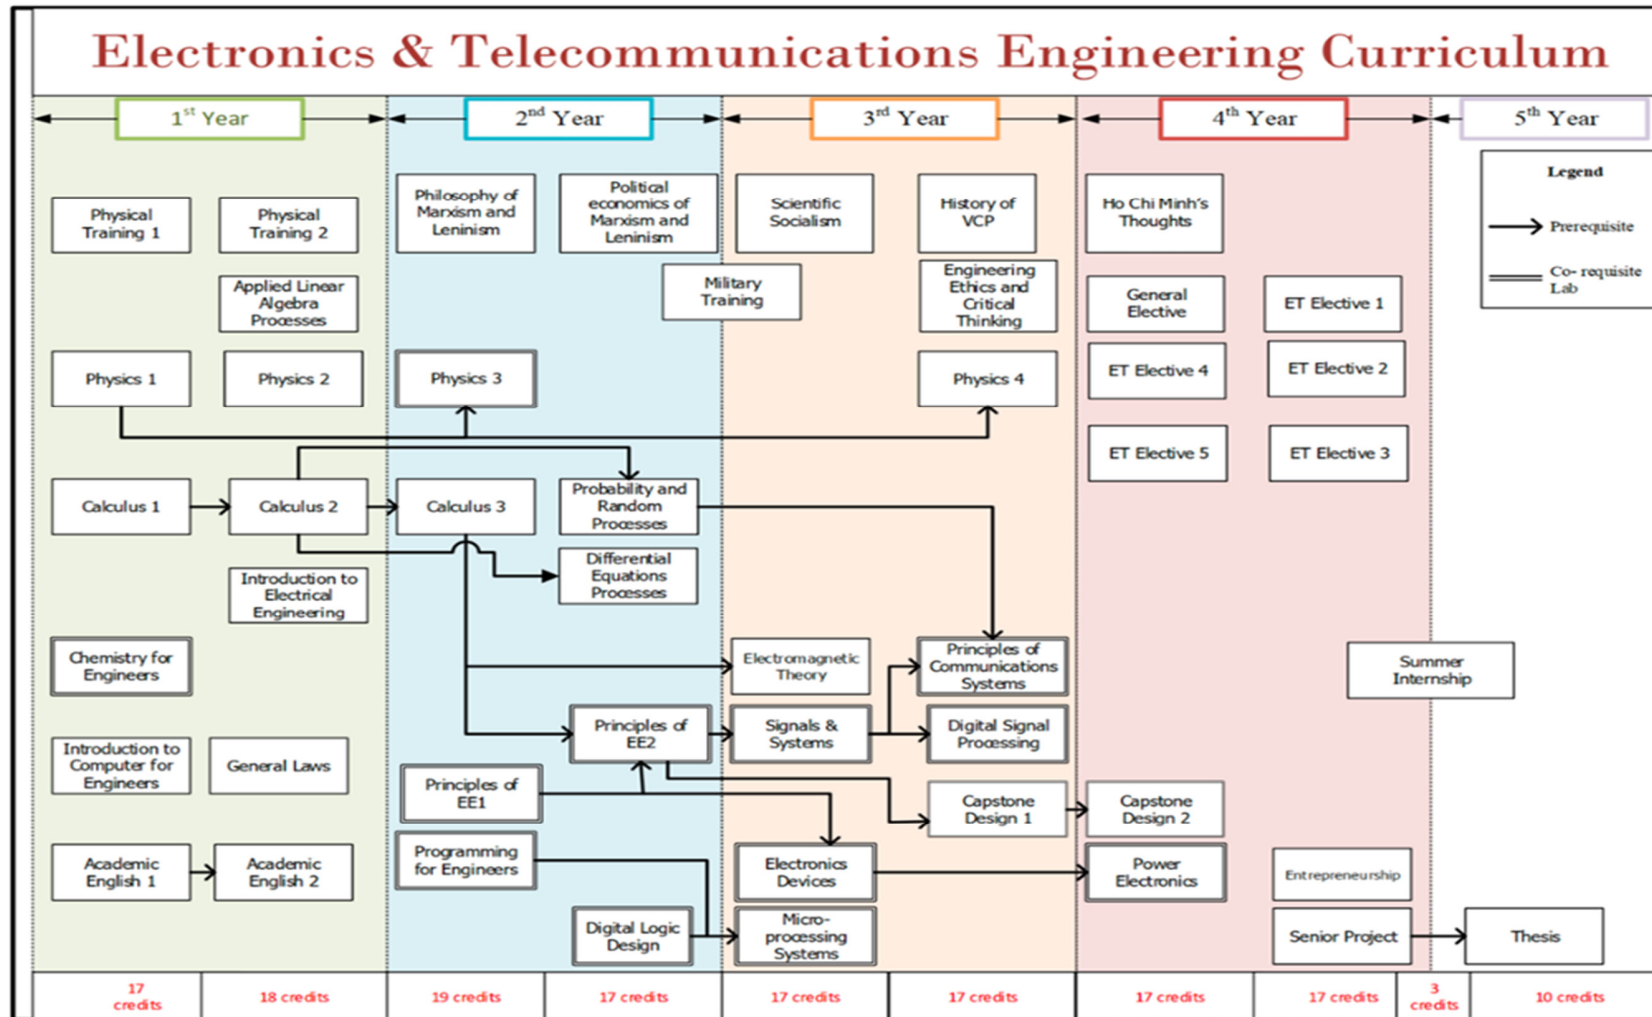 Electronics & Telecommunications Engineering Curriculum
1st Year
2nd Year
3rd Year
4th Year
5th Year
Legend
Prerequisite
Co- requisite
Lab
Physical
Training 1
Physical
Training 2
Philosophy of
Marxism and
Leninism
Political
economics of
Marxism and
Leninism
Scientific
Socialism
History of
VCP
Ho Chi Minh's
Thoughts
Applied Linear
Algebra
Processes
Military
Training
Engineering
Ethics and
Critical
Thinking
General
Elective
ET Elective 1
Physics 1
Physics 2
Physics 3
Physics 4
ET Elective 4
ET Elective 2
ET Elective 5
ET Elective 3
Calculus 1
Calculus 2
Calculus 3
Probability and
Random
Processes
Introduction to
Electrical
Engineering
Differential
Equations
Processes
Chemistry for
Engineers
Electromagnetic
Theory
Principles of
Communications
Systems
Summer
Internship
Introduction to
Computer for
Engineers
General Laws
Principles of
EE2
Signals &
Systems
Digital Signal
Processing
Principles of
EE1
Capstone
Design 1
Capstone
Design 2
Academic
English 1
Academic
English 2
Programming
for Engineers
Electronics
Devices
Power
Electronics
Entrepreneurship
Digital Logic
Design
Micro-
processing
Systems
Senior Project
Thesis
17
credits
18 credits
19 credits
17 credits
17 credits
17 credits
17 credits
17 credits
3
credits
10 credits